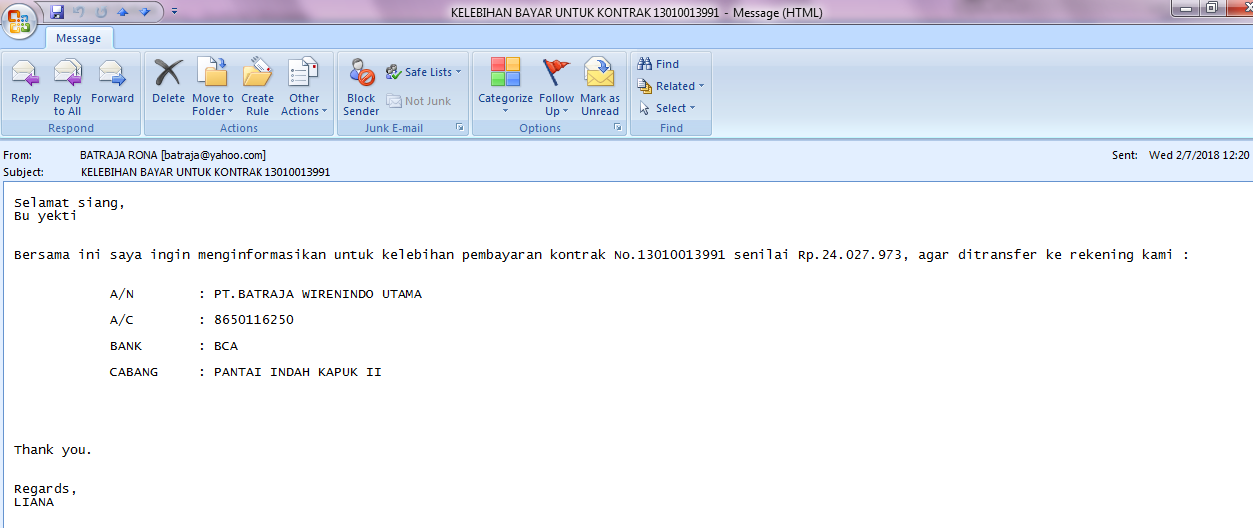 KELEBIHAN BAYAR UNTUK KONTRAK 13010013991 - Message (HTML)
Message
Reply
Reply to All
Forward
Respond
Delete
Move to Folder
Create Rule
Other Actions
Actions
Block Sender
Safe Lists
Not Junk
Junk E-mail
Categorize
Follow Up
Mark as Unread
Options
Find
Related
Select
Find
From: BATRAJA RONA [batraja@yahoo.com] Sent: Wed 2/7/2018 12:20
Subject: KELEBIHAN BAYAR UNTUK KONTRAK 13010013991
Selamat siang,
Bu yekti
Bersama ini saya ingin menginformasikan untuk kelebihan pembayaran kontrak No.13010013991 senilai Rp.24.027.973, agar ditransfer ke rekening kami :
A/N : PT.BATRAJA WIRENINDO UTAMA
A/C : 8650116250
BANK : BCA
CABANG : PANTAI INDAH KAPUK II
Thank you.
Regards,
LIANA